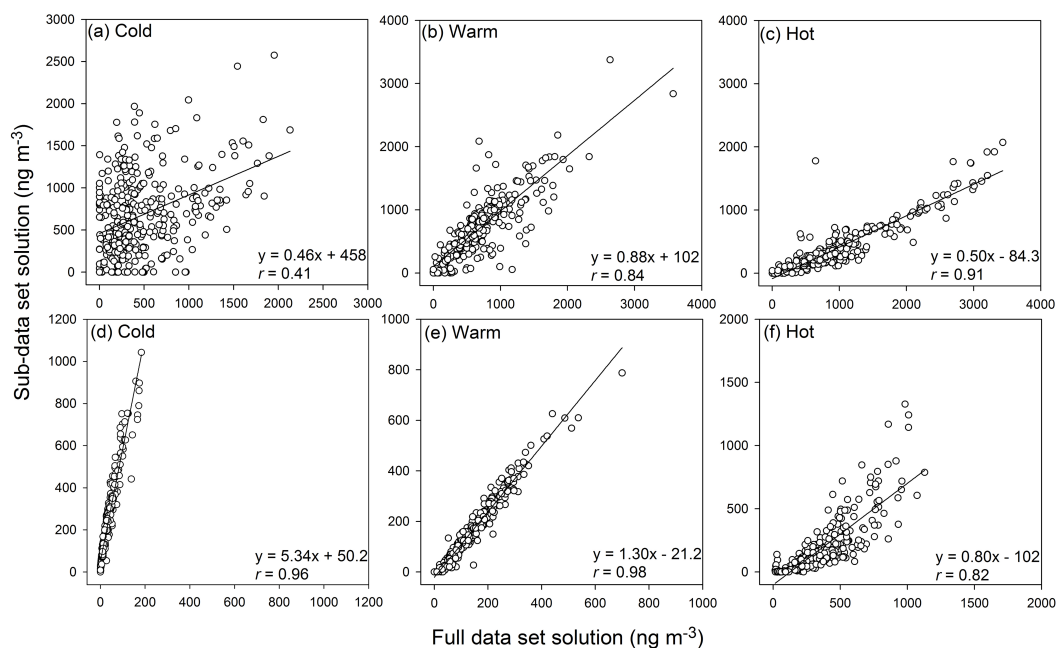 Sub-data set solution (ng m⁻³)
(a) Cold
3000
2500
2000
1500
1000
500
0
0 500 1000 1500 2000 2500 3000
y = 0.46x + 458
r = 0.41
(b) Warm
4000
3000
2000
1000
0
0 1000 2000 3000 4000
y = 0.88x + 102
r = 0.84
(c) Hot
4000
3000
2000
1000
0
0 1000 2000 3000 4000
y = 0.50x - 84.3
r = 0.91
(d) Cold
1200
1000
800
600
400
200
0
0 200 400 600 800 1000 1200
y = 5.34x + 50.2
r = 0.96
(e) Warm
1000
800
600
400
200
0
0 200 400 600 800 1000
y = 1.30x - 21.2
r = 0.98
(f) Hot
2000
1500
1000
500
0
0 500 1000 1500 2000
y = 0.80x - 102
r = 0.82
Full data set solution (ng m⁻³)